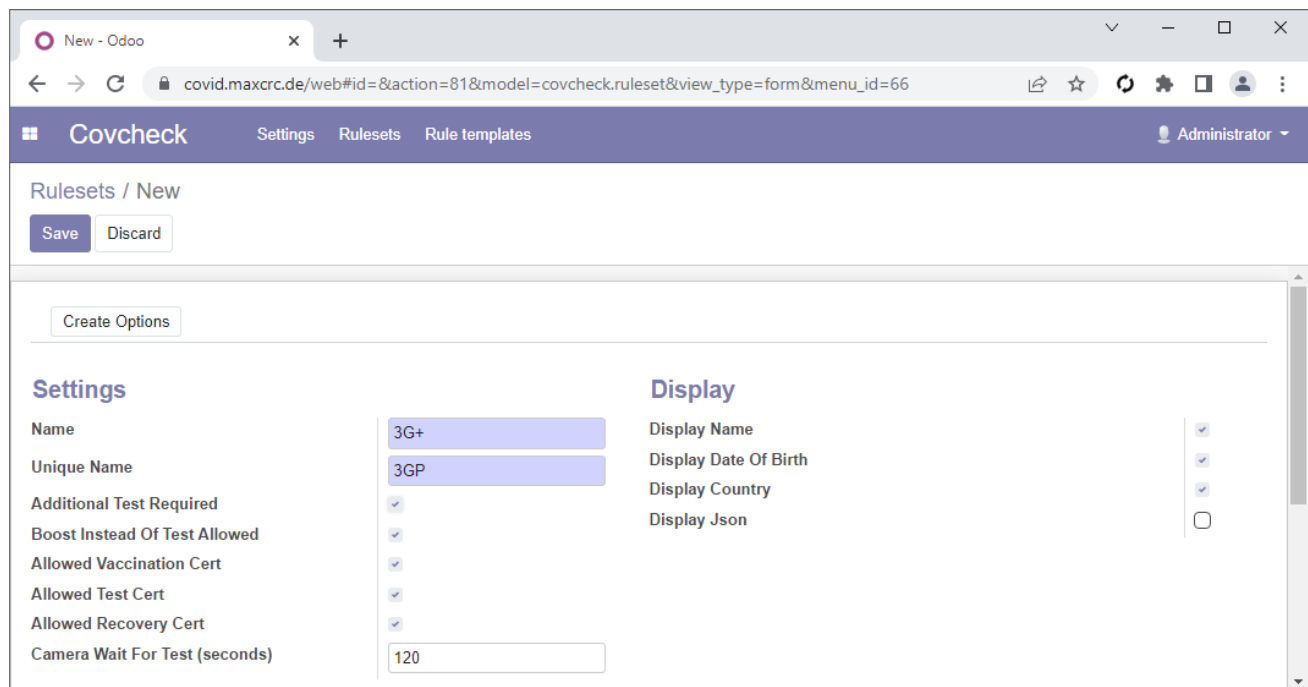 New - Odoo
covid.maxcrc.de/web#id=&action=81&model=covcheck.ruleset&view_type=form&menu_id=66
Covcheck Settings Rulesets Rule templates Administrator
Rulesets / New
Save Discard
Create Options
Settings
Name 3G+
Unique Name 3GP
Additional Test Required
Boost Instead Of Test Allowed
Allowed Vaccination Cert
Allowed Test Cert
Allowed Recovery Cert
Camera Wait For Test (seconds) 120
Display
Display Name
Display Date Of Birth
Display Country
Display Json